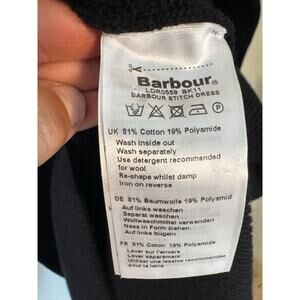 Barbour®
LDR0559 BK11
BARBOUR STITCH DRESS
UK 81% Cotton 19% Polyamide
Wash inside out
Wash separately
Use detergent recommended
for wool
Re-shape whilst damp
Iron on reverse
DE 81% Baumwolle 19% Polyamid
Auf links waschen
Separat waschen
Wollwaschmittel verwenden
Nass in Form ziehen
Auf links bügeln
FR 81% Coton 19% Polyamide
Laver sur l'envers
Laver séparément
Utiliser une lessive recommandée
pour la laine